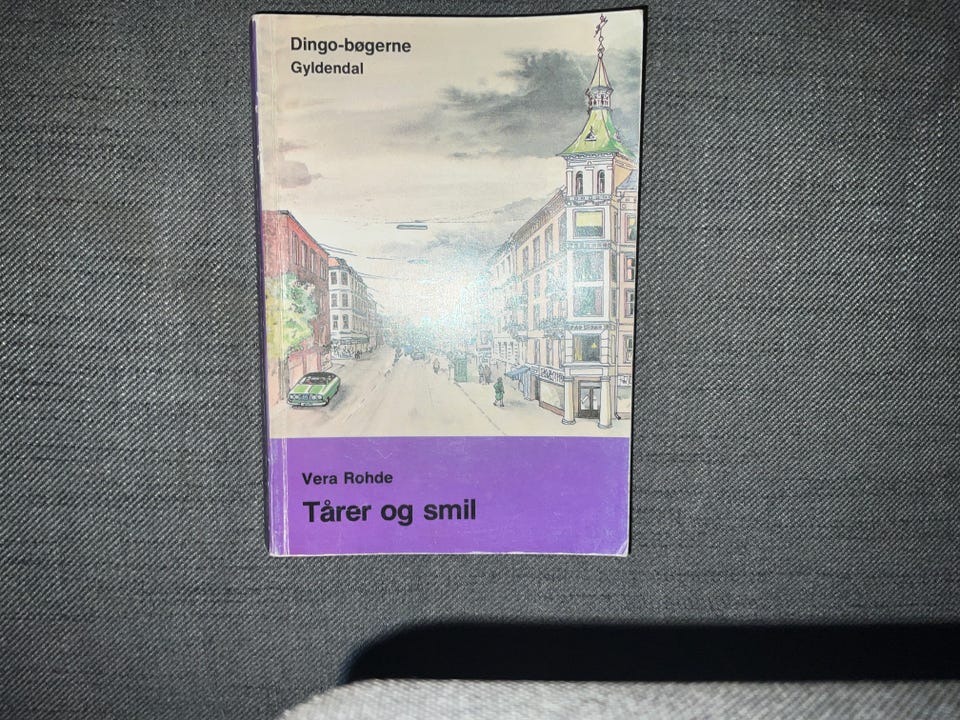 Dingo-bøgerne
Gyldendal
Vera Rohde
Tårer og smil